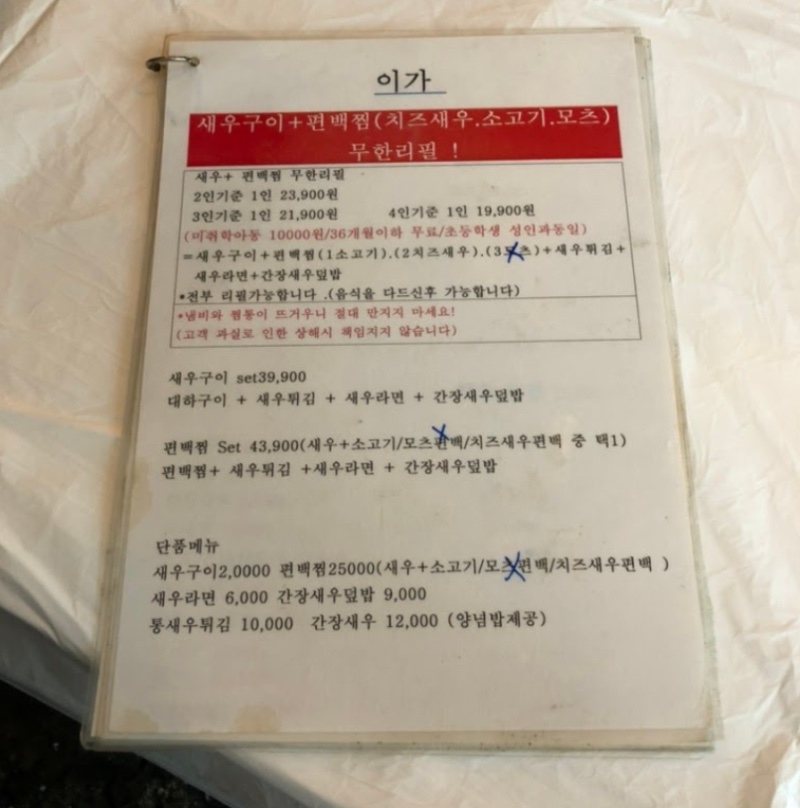 이가
새우구이+편백찜(치즈새우.소고기.모츠)
무한리필 !
새우+ 편백찜 무한리필
2인기준 1인 23,900원
3인기준 1인 21,900원 4인기준 1인 19,900원
(미취학아동 10000원/36개월이하 무료/초등학생 성인과동일)
=새우구이+편백찜(1소고기).(2치즈새우).(3모츠)+새우튀김+
새우라면+간장새우덮밥
*전부 리필가능합니다 .(음식을 다드신후 가능합니다)
*냄비와 찜통이 뜨거우니 절대 만지지 마세요!
(고객 과실로 인한 상해시 책임지지 않습니다)
새우구이 set39,900
대하구이 + 새우튀김 + 새우라면 + 간장새우덮밥
편백찜 Set 43,900(새우+소고기/모츠편백/치즈새우편백 중 택1)
편백찜+ 새우튀김 +새우라면 + 간장새우덮밥
단품메뉴
새우구이2,0000 편백찜25000(새우+소고기/모츠편백/치즈새우편백 )
새우라면 6,000 간장새우덮밥 9,000
통새우튀김 10,000 간장새우 12,000 (양념밥제공)